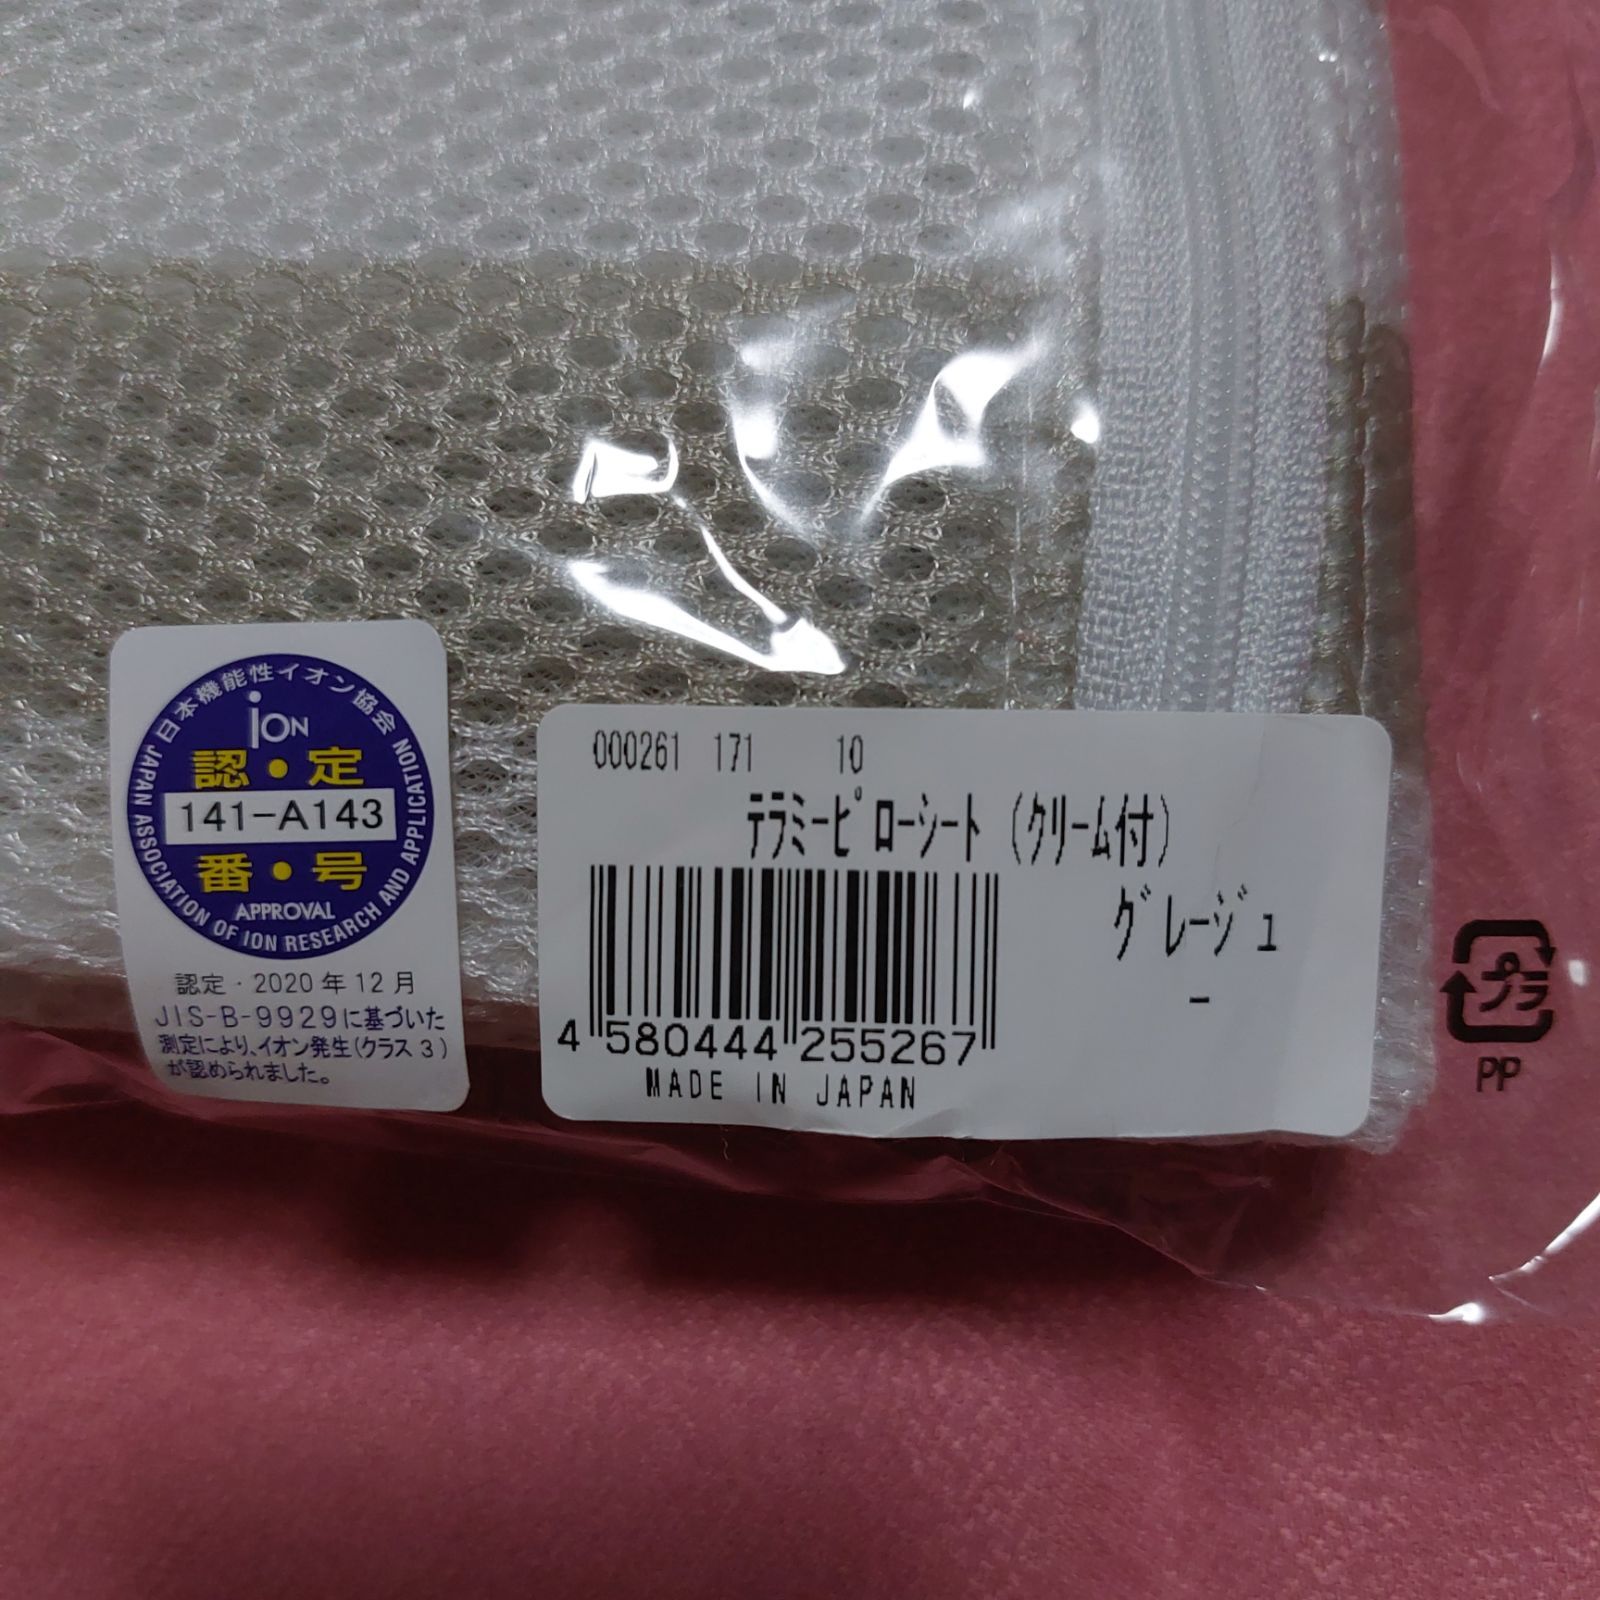 日本機能性イオン協会
ion
認・定
141-A143
番・号
APPROVAL
JAPAN ASSOCIATION OF ION RESEARCH AND APPLICATION
認定・2020年12月
JIS-B-9929に基づいた
測定により、イオン発生(クラス3)
が認められました。
000261 171 10
テラミーピローシート (クリーム付)
グレージュ
-
4 580444 255267
MADE IN JAPAN
プラ
PP